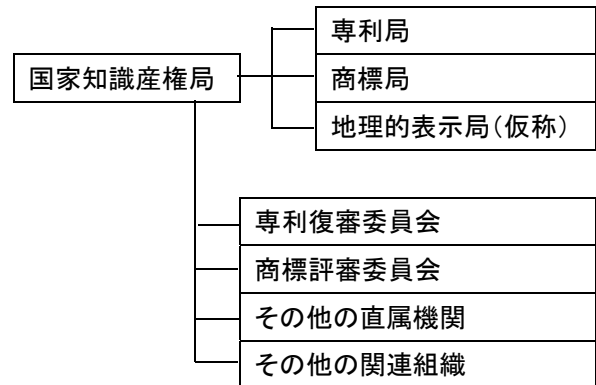 専利局
国家知識産権局
商標局
地理的表示局(仮称)
専利復審委員会
商標評審委員会
その他の直属機関
その他の関連組織